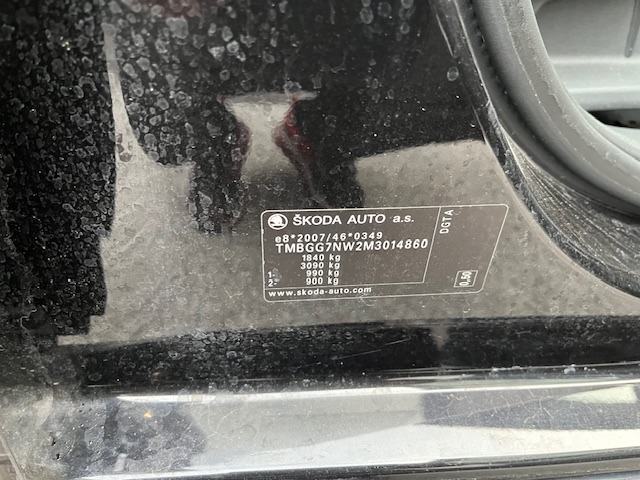 ŠKODA AUTO a.s.
e8*2007/46*0349
TMBGG7NW2M3014860
1840 kg
3090 kg
1- 990 kg
2- 900 kg
www.skoda-auto.com
DGTA
0,50